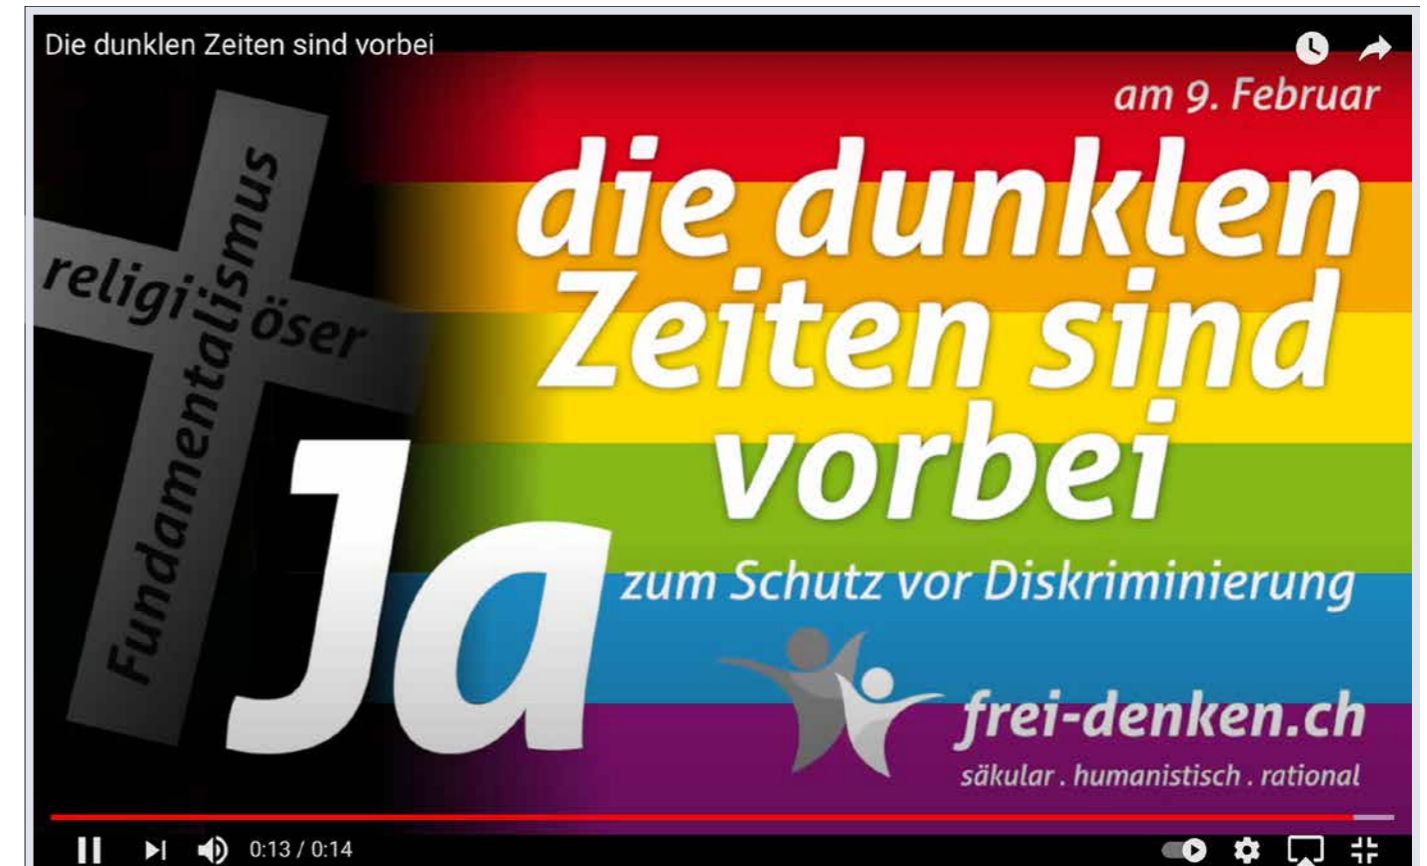 Die dunklen Zeiten sind vorbei
am 9. Februar
die dunklen
Zeiten sind
vorbei
religiöser
Fundamentalismus
Ja
zum Schutz vor Diskriminierung
frei-denken.ch
säkular . humanistisch . rational
0:13 / 0:14